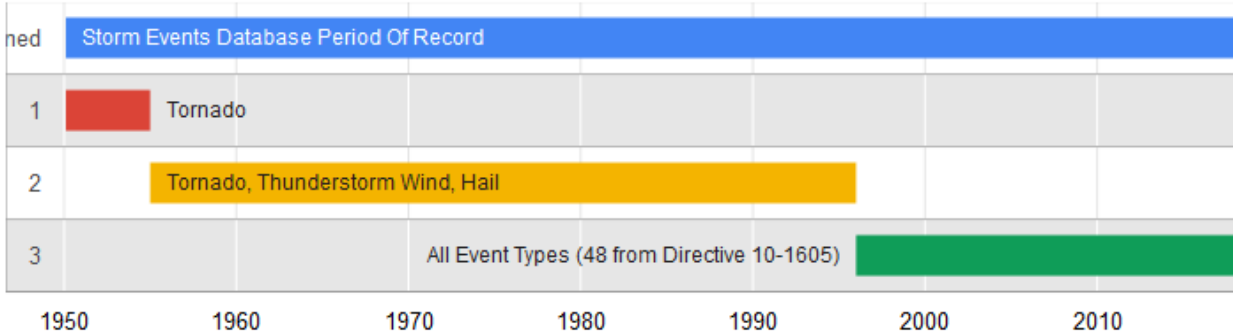 ned Storm Events Database Period Of Record
1 Tornado
2 Tornado, Thunderstorm Wind, Hail
3 All Event Types (48 from Directive 10-1605)
1950 1960 1970 1980 1990 2000 2010